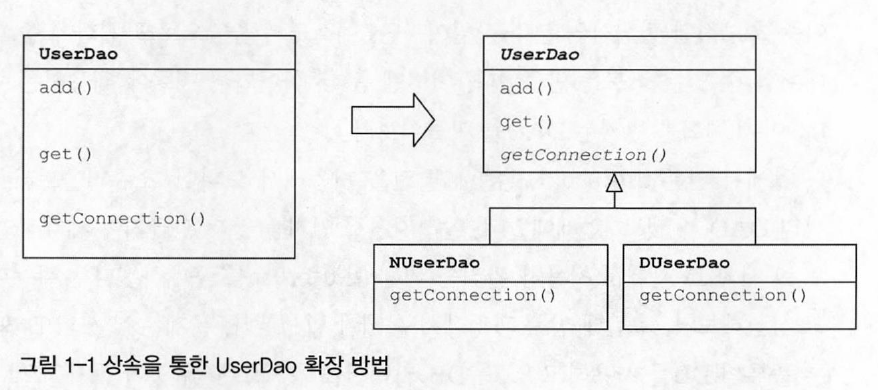 UserDao
add()
get()
getConnection()
UserDao
add()
get()
getConnection()
NUserDao
getConnection()
DUserDao
getConnection()
그림 1-1 상속을 통한 UserDao 확장 방법